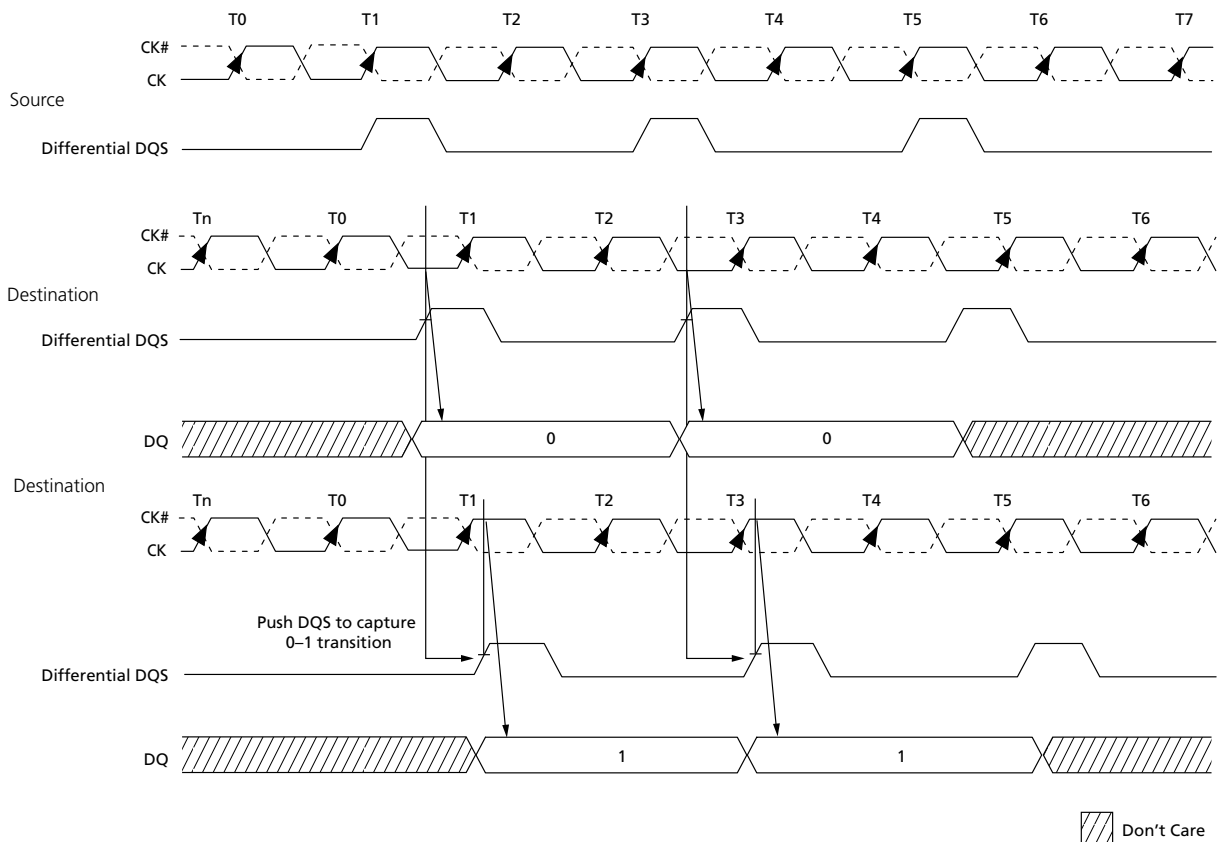 T0 T1 T2 T3 T4 T5 T6 T7
CK#
CK
Source
Differential DQS
Tn T0 T1 T2 T3 T4 T5 T6
CK#
CK
Destination
Differential DQS
DQ 0 0
Destination
Tn T0 T1 T2 T3 T4 T5 T6
CK#
CK
Push DQS to capture
0–1 transition
Differential DQS
DQ 1 1
Don't Care